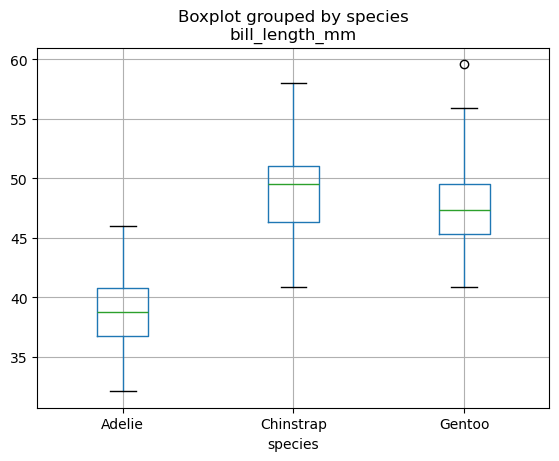 Boxplot grouped by species
bill_length_mm
60
55
50
45
40
35
Adelie Chinstrap Gentoo
species